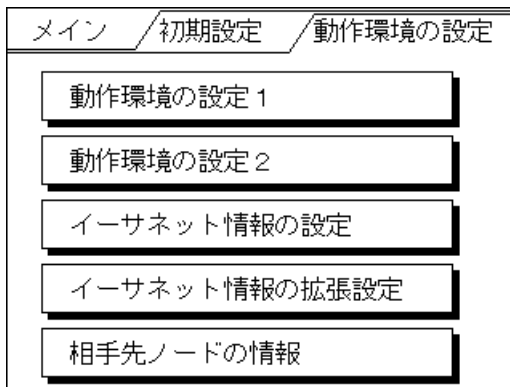 メイン 初期設定 動作環境の設定
動作環境の設定１
動作環境の設定２
イーサネット情報の設定
イーサネット情報の拡張設定
相手先ノードの情報